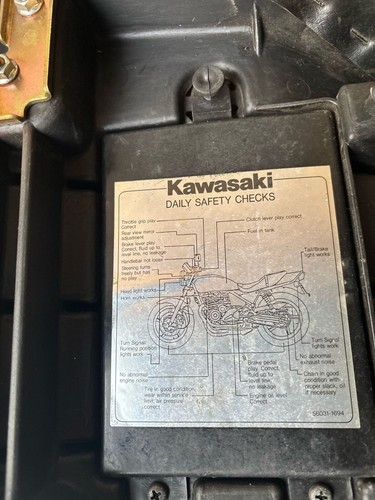 Kawasaki
DAILY SAFETY CHECKS
Throttle grip play
Correct
Rear view mirror
adjustment
Brake lever play
Correct, fluid up to
level line, no leakage
Handlebar not loose
Steering turns
freely but has
no play
Head light works
Horn works
Clutch lever play correct
Fuel in tank
Tail/Brake
light works
Turn Signal
Running position
lights work
No abnormal
engine noise
Tire in good condition,
wear within service
limit, air pressure
correct
Brake pedal
play, Correct,
fluid up to
level line,
no leakage
Engine oil level
Correct
Turn Signal
lights work
No abnormal
exhaust noise
Chain in good
condition with
proper slack, oil
if necessary
56031-1694